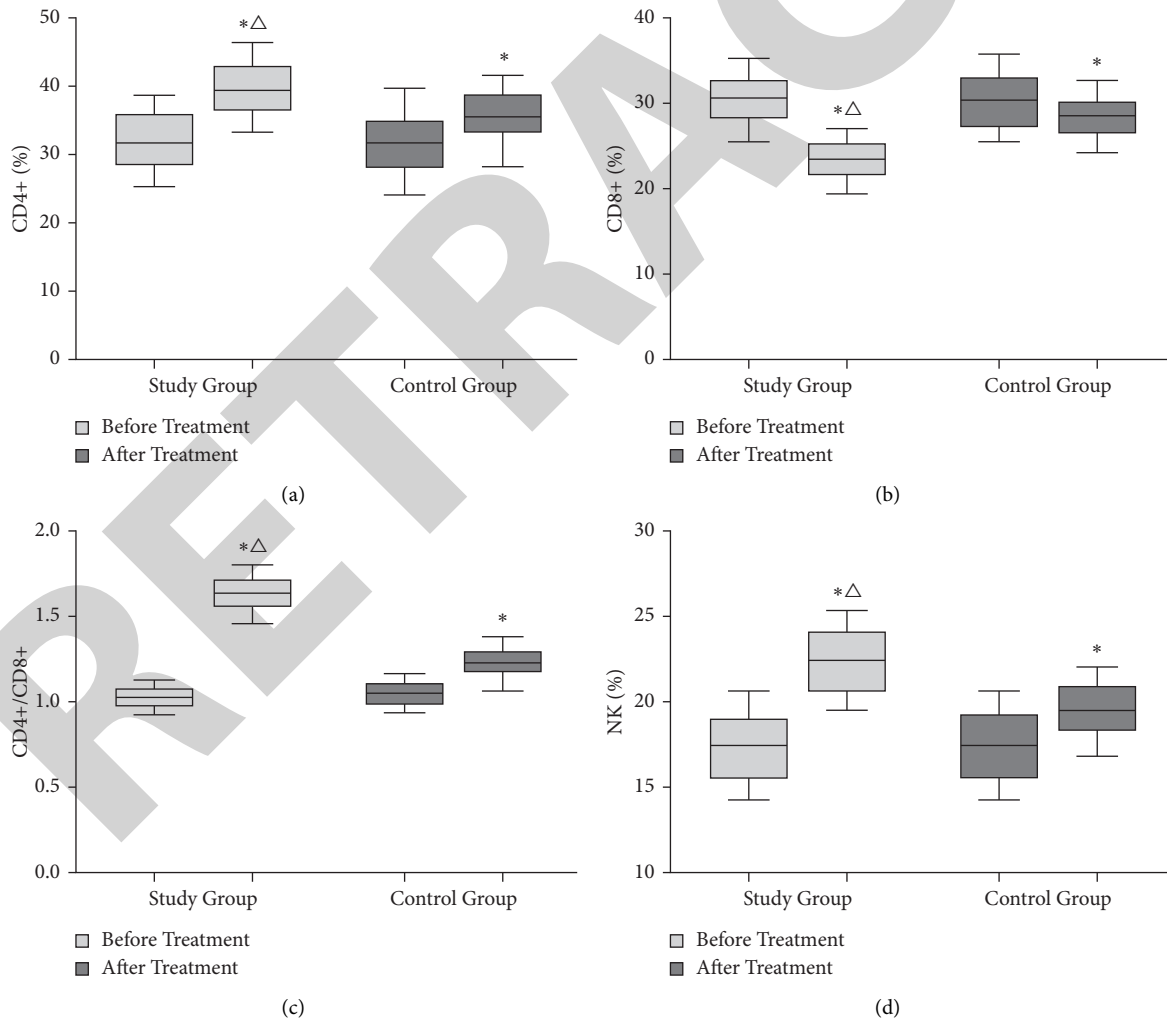 50
40
30
20
10
0
CD4+ (%)
*△
*
Study Group
Control Group
Before Treatment
After Treatment
(a)
40
30
20
10
0
CD8+ (%)
*△
*
Study Group
Control Group
Before Treatment
After Treatment
(b)
2.0
1.5
1.0
0.5
0.0
CD4+/CD8+
*△
*
Study Group
Control Group
Before Treatment
After Treatment
(c)
30
25
20
15
10
NK (%)
*△
*
Study Group
Control Group
Before Treatment
After Treatment
(d)
RETRAC